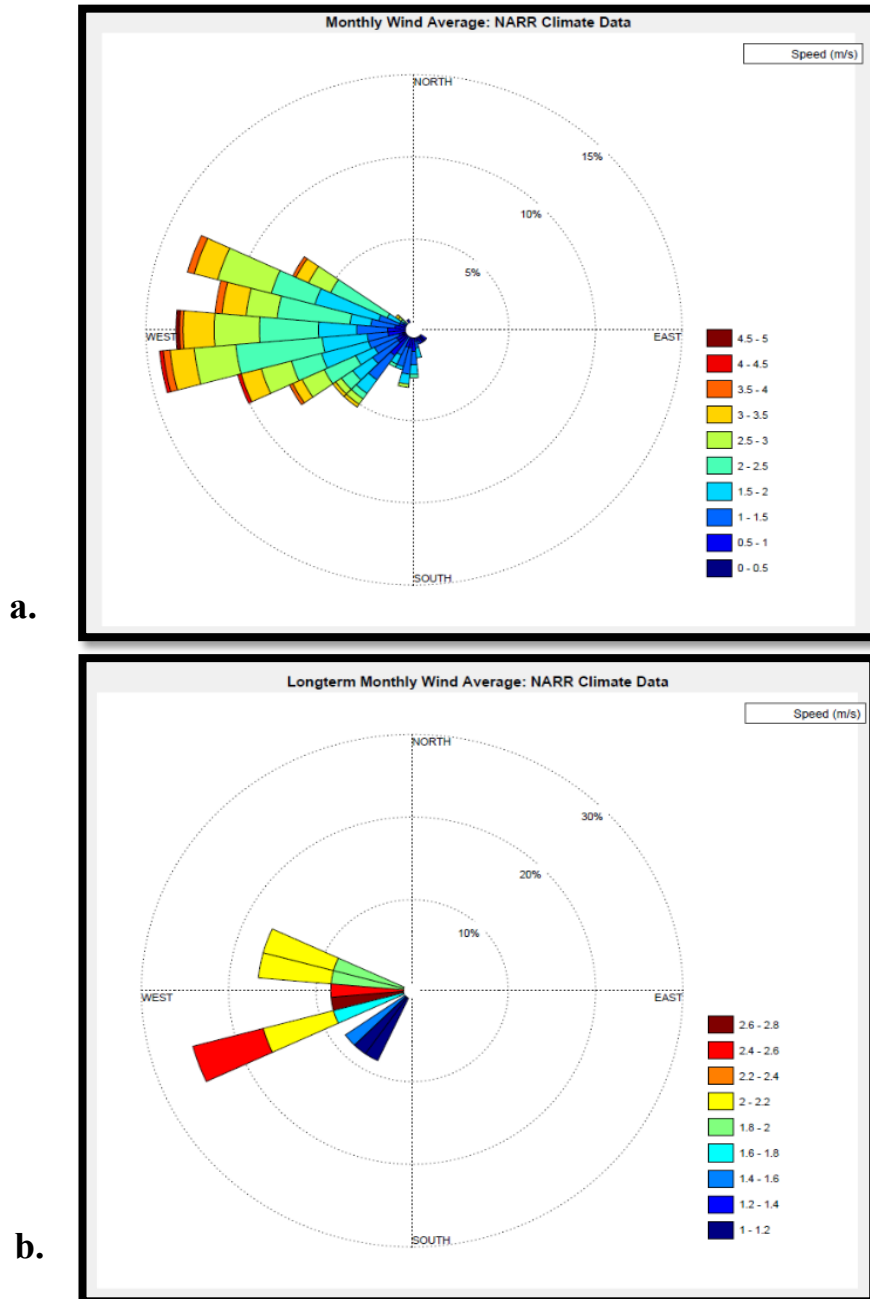 Monthly Wind Average: NARR Climate Data
Speed (m/s)
NORTH
15%
10%
5%
WEST
EAST
4.5 - 5
4 - 4.5
3.5 - 4
3 - 3.5
2.5 - 3
2 - 2.5
1.5 - 2
1 - 1.5
0.5 - 1
0 - 0.5
SOUTH
a.
Longterm Monthly Wind Average: NARR Climate Data
Speed (m/s)
NORTH
30%
20%
10%
WEST
EAST
2.6 - 2.8
2.4 - 2.6
2.2 - 2.4
2 - 2.2
1.8 - 2
1.6 - 1.8
1.4 - 1.6
1.2 - 1.4
1 - 1.2
SOUTH
b.